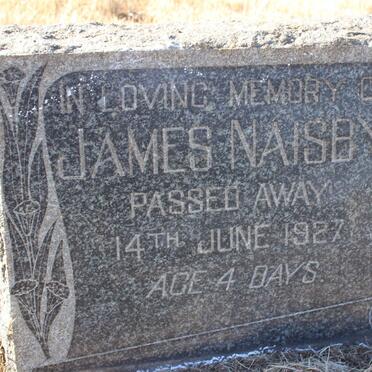 IN LOVING MEMORY O
JAMES NAISBY
PASSED AWAY
14TH JUNE 1927
AGE 4 DAYS